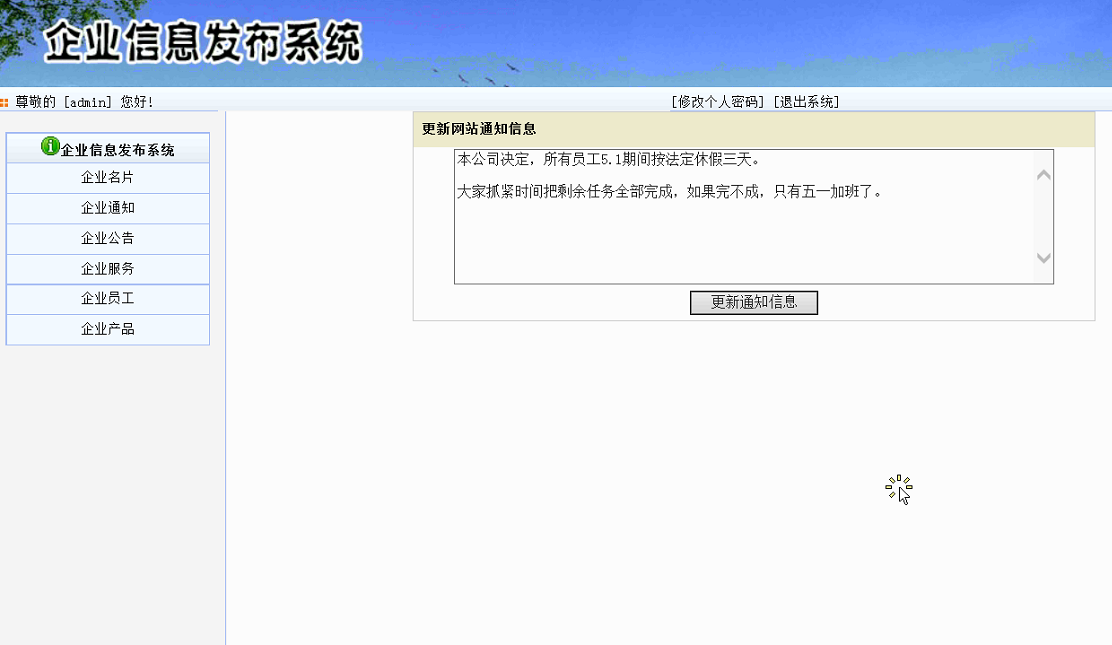 企业信息发布系统
尊敬的 [admin] 您好!
[修改个人密码] [退出系统]
企业信息发布系统
企业名片
企业通知
企业公告
企业服务
企业员工
企业产品
更新网站通知信息
本公司决定，所有员工5.1期间按法定休假三天。
大家抓紧时间把剩余任务全部完成，如果完不成，只有五一加班了。
更新通知信息